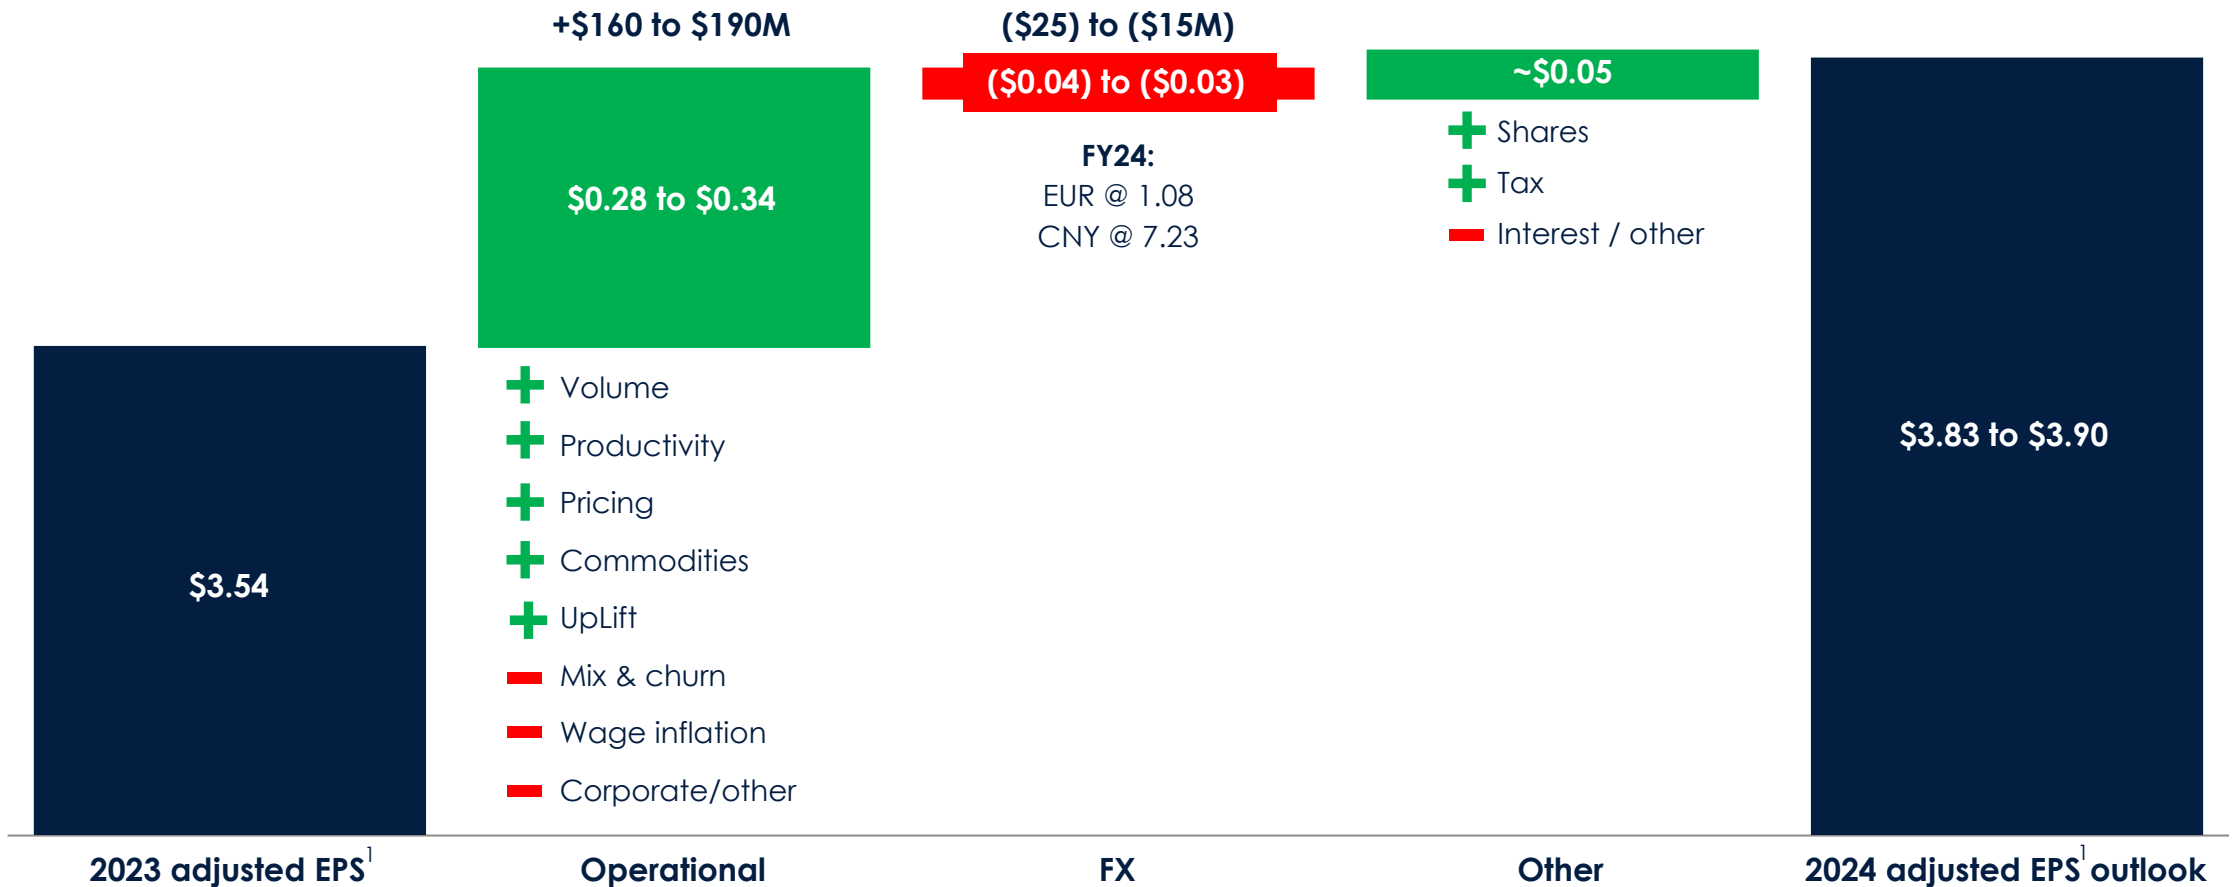 +$160 to $190M
($25) to ($15M)
$3.54
$0.28 to $0.34
Volume
Productivity
Pricing
Commodities
UpLift
Mix & churn
Wage inflation
Corporate/other
($0.04) to ($0.03)
FY24:
EUR @ 1.08
CNY @ 7.23
~$0.05
Shares
Tax
Interest / other
$3.83 to $3.90
2023 adjusted EPS1
Operational
FX
Other
2024 adjusted EPS1 outlook